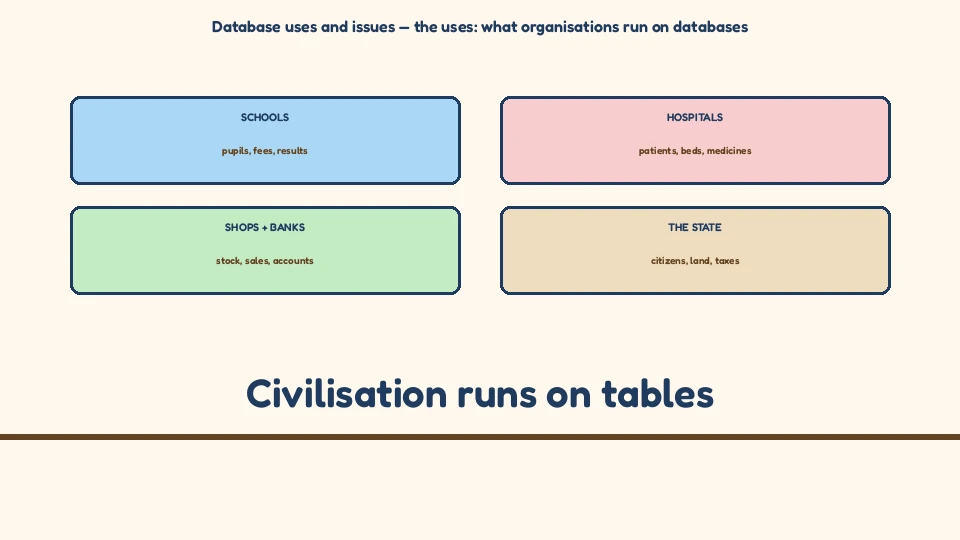 Database uses and issues — the uses: what organisations run on databases
SCHOOLS
pupils, fees, results
HOSPITALS
patients, beds, medicines
SHOPS + BANKS
stock, sales, accounts
THE STATE
citizens, land, taxes
Civilisation runs on tables